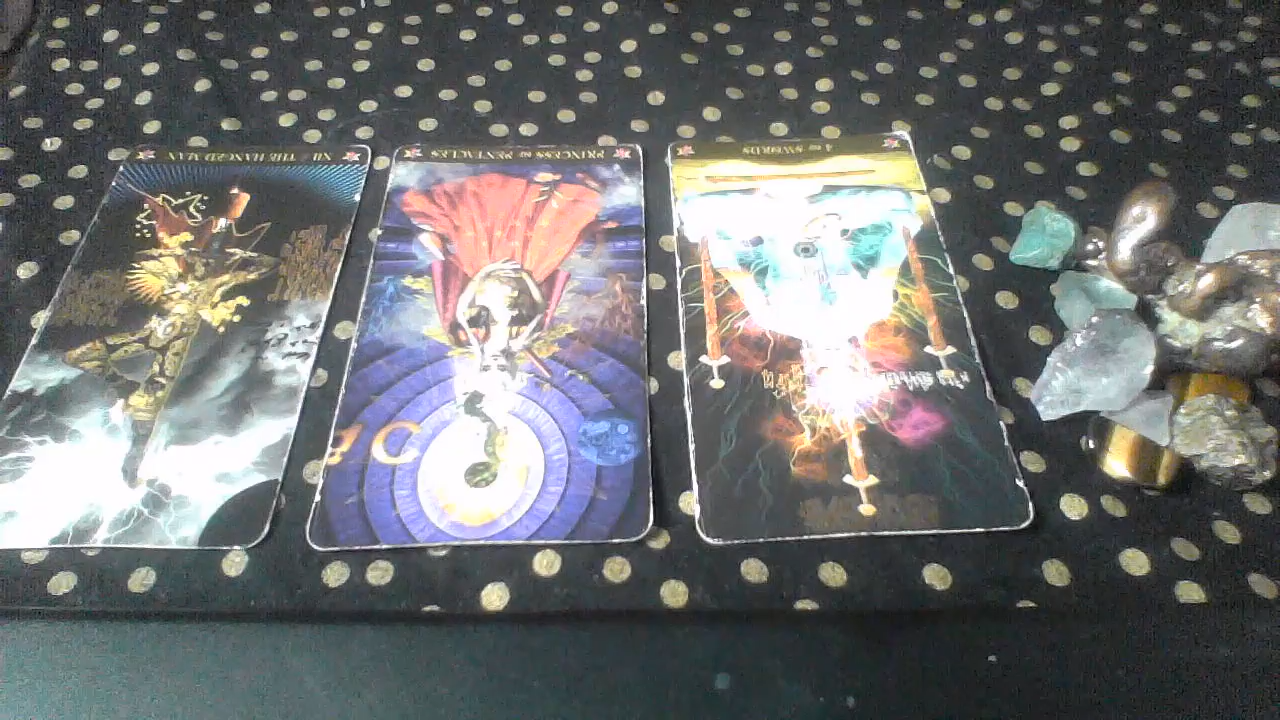 XII THE HANGED MAN
PRINCESS OF PENTACLES
4 OF SWORDS